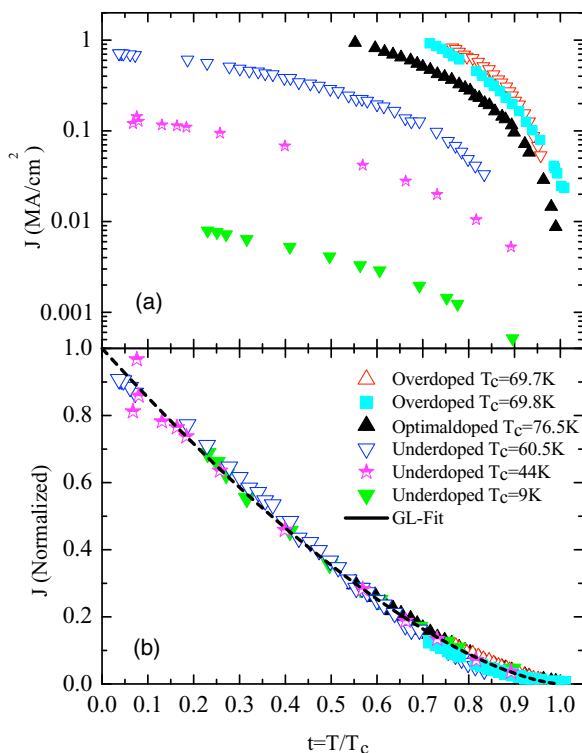 J (MA/cm²)
1
0.1
0.01
0.001
(a)
J (Normalized)
1.0
0.8
0.6
0.4
0.2
0.0
Overdoped Tc=69.7K
Overdoped Tc=69.8K
Optimaldoped Tc=76.5K
Underdoped Tc=60.5K
Underdoped Tc=44K
Underdoped Tc=9K
GL-Fit
(b)
0.0 0.1 0.2 0.3 0.4 0.5 0.6 0.7 0.8 0.9 1.0
t=T/Tc